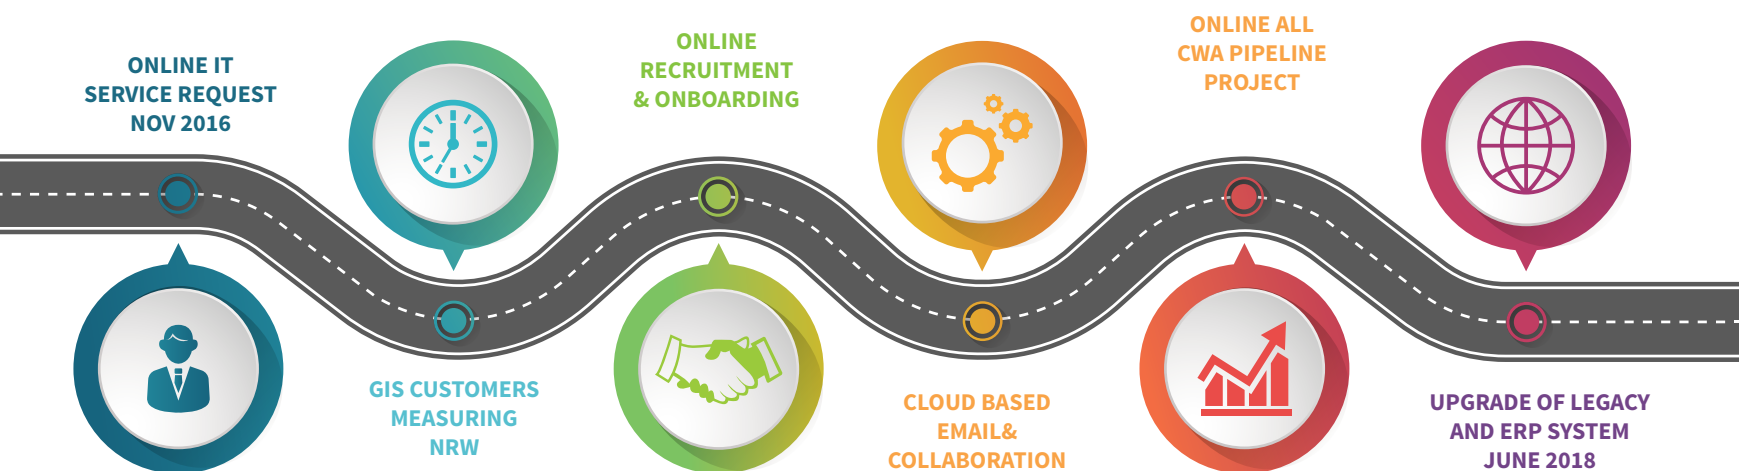 ONLINE IT
SERVICE REQUEST
NOV 2016
GIS CUSTOMERS
MEASURING
NRW
ONLINE
RECRUITMENT
& ONBOARDING
CLOUD BASED
EMAIL&
COLLABORATION
ONLINE ALL
CWA PIPELINE
PROJECT
UPGRADE OF LEGACY
AND ERP SYSTEM
JUNE 2018